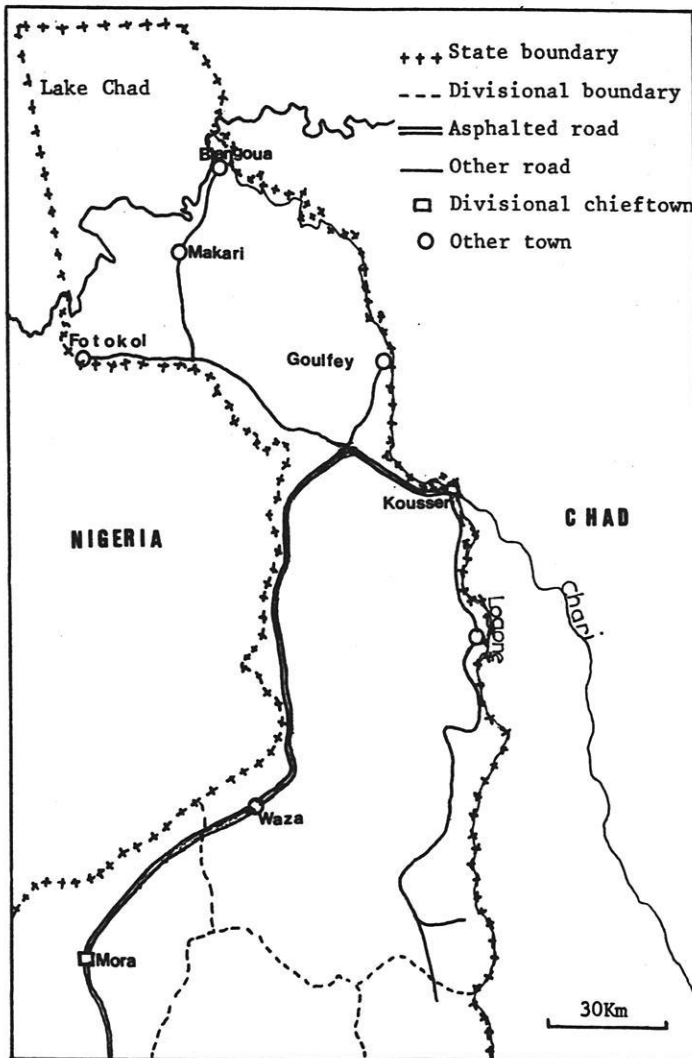 Lake Chad
State boundary
Divisional boundary
Asphalted road
Other road
Divisional chieftown
Other town
Makari
Fotokol
Goulfey
Kousseri
NIGERIA
CHAD
Chari
Logone
Waza
Mora
30Km